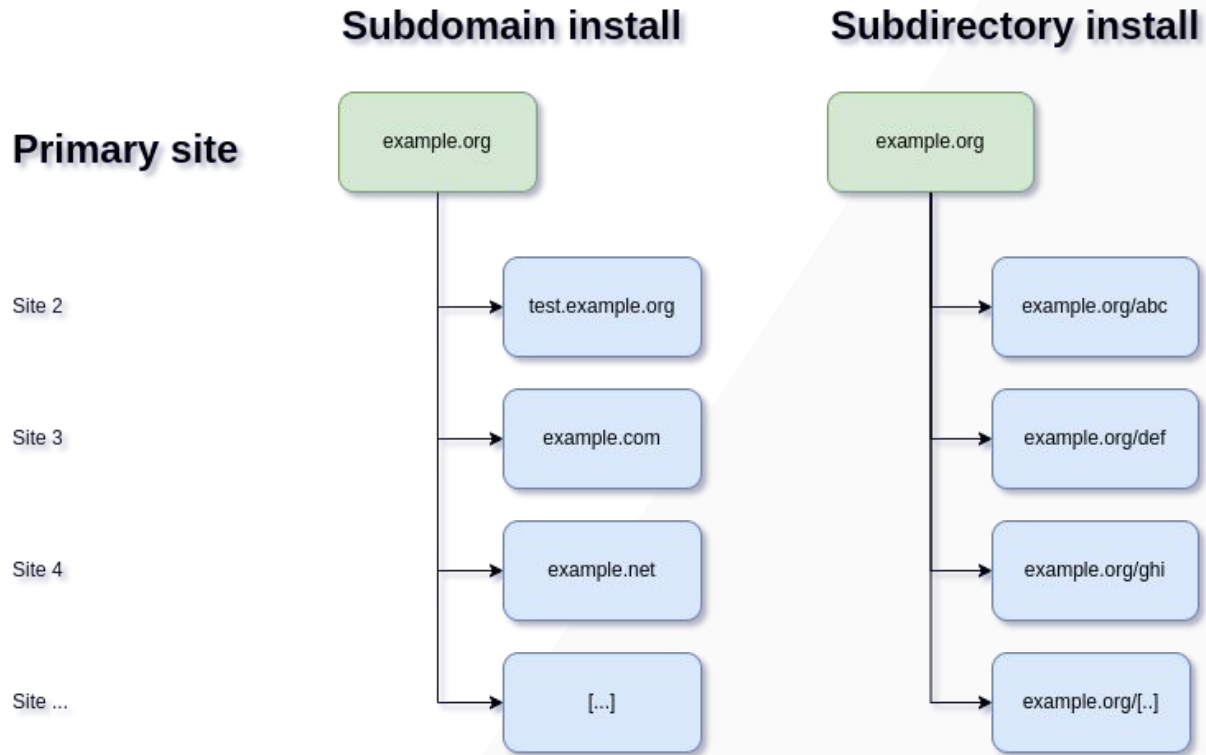 Subdomain install
Subdirectory install
Primary site
example.org
example.org
Site 2
test.example.org
example.org/abc
Site 3
example.com
example.org/def
Site 4
example.net
example.org/ghi
Site ...
[...]
example.org/[..]